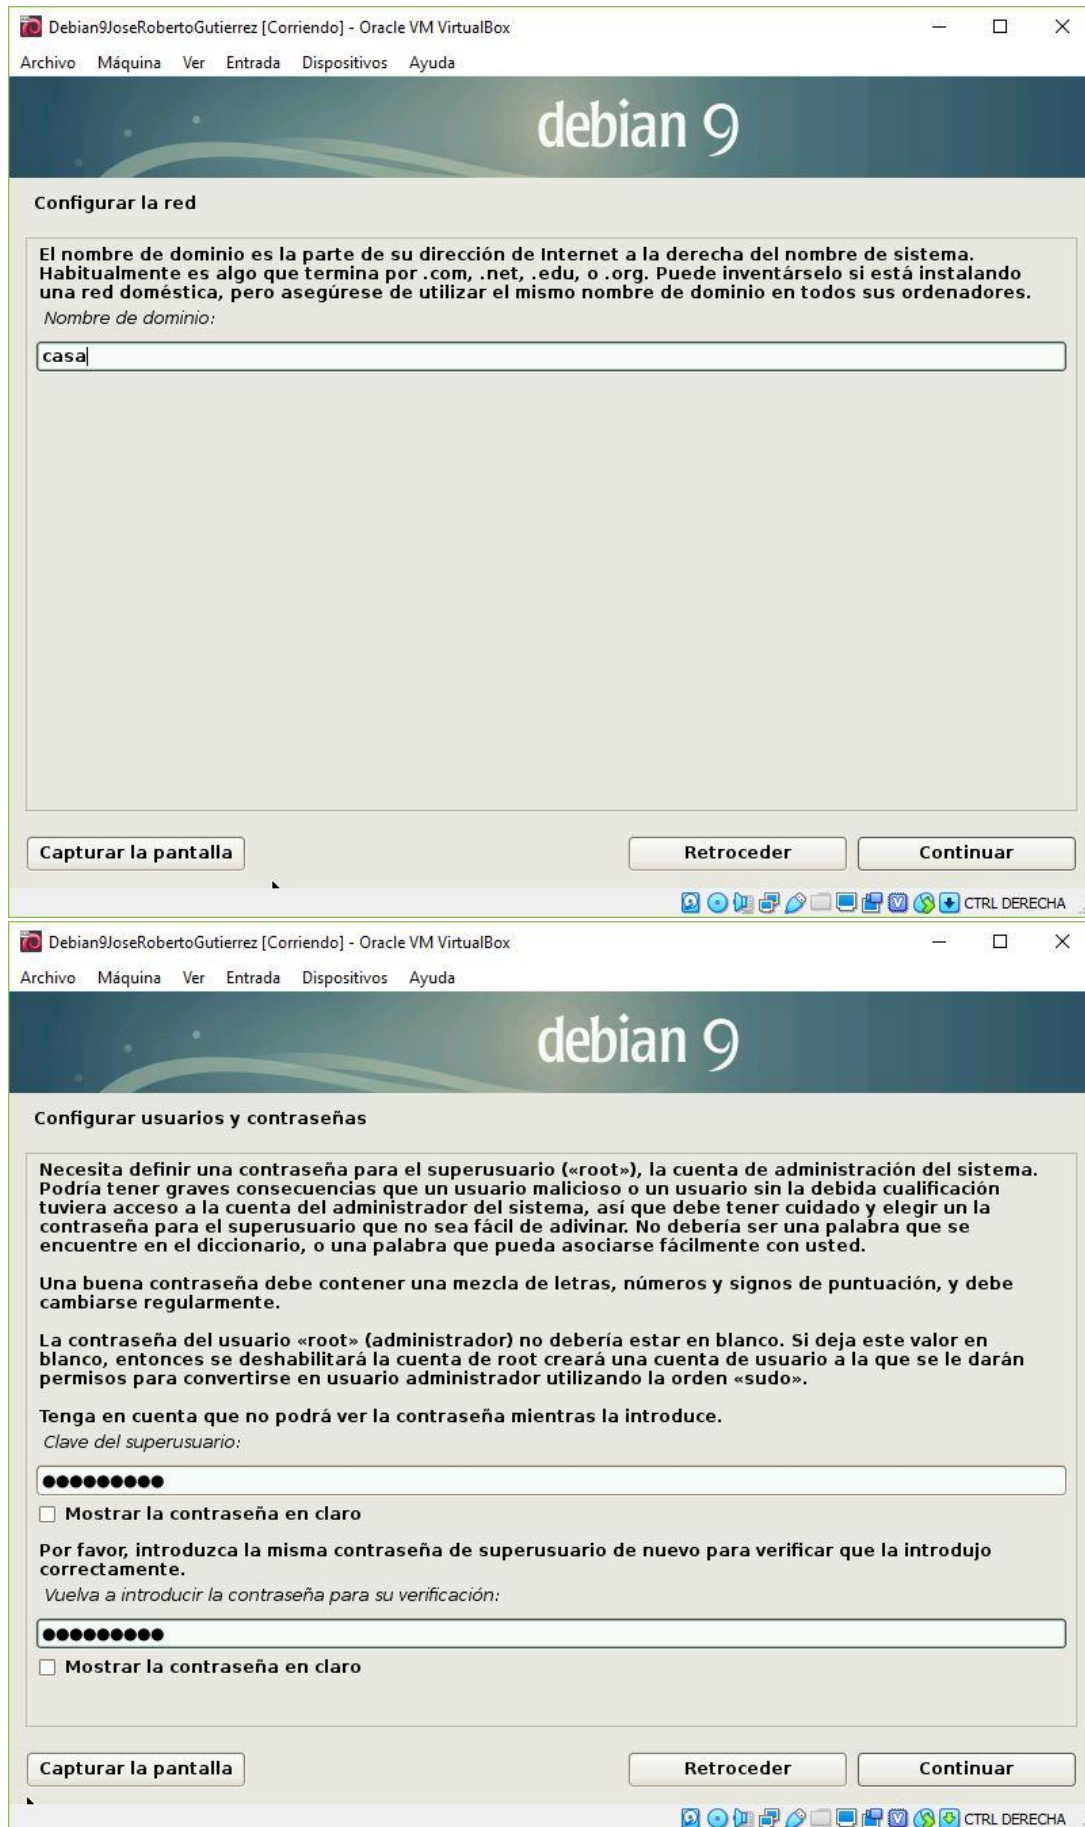 Debian9JoseRobertoGutierrez [Corriendo] - Oracle VM VirtualBox
Archivo Máquina Ver Entrada Dispositivos Ayuda
debian 9
Configurar la red
El nombre de dominio es la parte de su dirección de Internet a la derecha del nombre de sistema.
Habitualmente es algo que termina por .com, .net, .edu, o .org. Puede inventárselo si está instalando
una red doméstica, pero asegúrese de utilizar el mismo nombre de dominio en todos sus ordenadores.
Nombre de dominio:
casa
Capturar la pantalla Retroceder Continuar
CTRL DERECHA
Debian9JoseRobertoGutierrez [Corriendo] - Oracle VM VirtualBox
Archivo Máquina Ver Entrada Dispositivos Ayuda
debian 9
Configurar usuarios y contraseñas
Necesita definir una contraseña para el superusuario («root»), la cuenta de administración del sistema.
Podría tener graves consecuencias que un usuario malicioso o un usuario sin la debida cualificación
tuviera acceso a la cuenta del administrador del sistema, así que debe tener cuidado y elegir un la
contraseña para el superusuario que no sea fácil de adivinar. No debería ser una palabra que se
encuentre en el diccionario, o una palabra que pueda asociarse fácilmente con usted.
Una buena contraseña debe contener una mezcla de letras, números y signos de puntuación, y debe
cambiarse regularmente.
La contraseña del usuario «root» (administrador) no debería estar en blanco. Si deja este valor en
blanco, entonces se deshabilitará la cuenta de root creará una cuenta de usuario a la que se le darán
permisos para convertirse en usuario administrador utilizando la orden «sudo».
Tenga en cuenta que no podrá ver la contraseña mientras la introduce.
Clave del superusuario:
●●●●●●●●●
Mostrar la contraseña en claro
Por favor, introduzca la misma contraseña de superusuario de nuevo para verificar que la introdujo
correctamente.
Vuelva a introducir la contraseña para su verificación:
●●●●●●●●●
Mostrar la contraseña en claro
Capturar la pantalla Retroceder Continuar
CTRL DERECHA